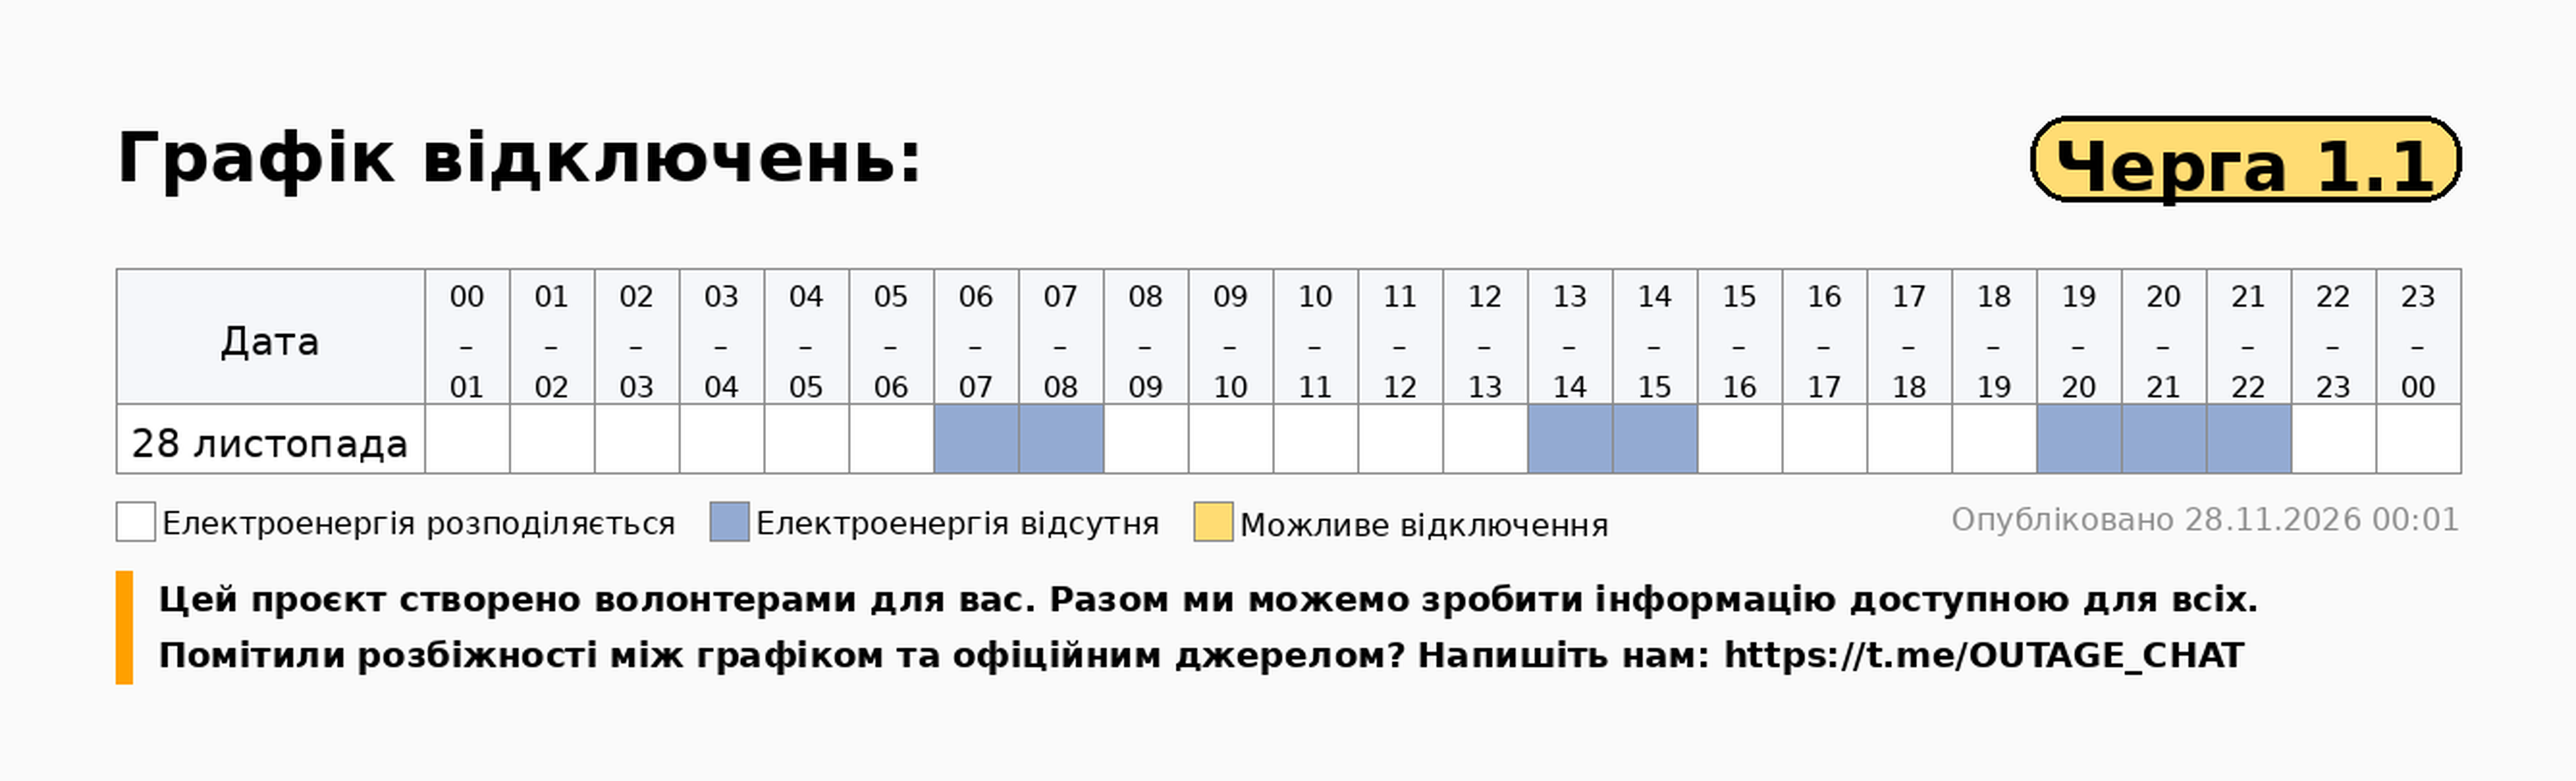 Графік відключень:
Черга 1.1
Дата
00 – 01
01 – 02
02 – 03
03 – 04
04 – 05
05 – 06
06 – 07
07 – 08
08 – 09
09 – 10
10 – 11
11 – 12
12 – 13
13 – 14
14 – 15
15 – 16
16 – 17
17 – 18
18 – 19
19 – 20
20 – 21
21 – 22
22 – 23
23 – 00
28 листопада
Електроенергія розподіляється
Електроенергія відсутня
Можливе відключення
Опубліковано 28.11.2026 00:01
Цей проєкт створено волонтерами для вас. Разом ми можемо зробити інформацію доступною для всіх.
Помітили розбіжності між графіком та офіційним джерелом? Напишіть нам: https://t.me/OUTAGE_CHAT